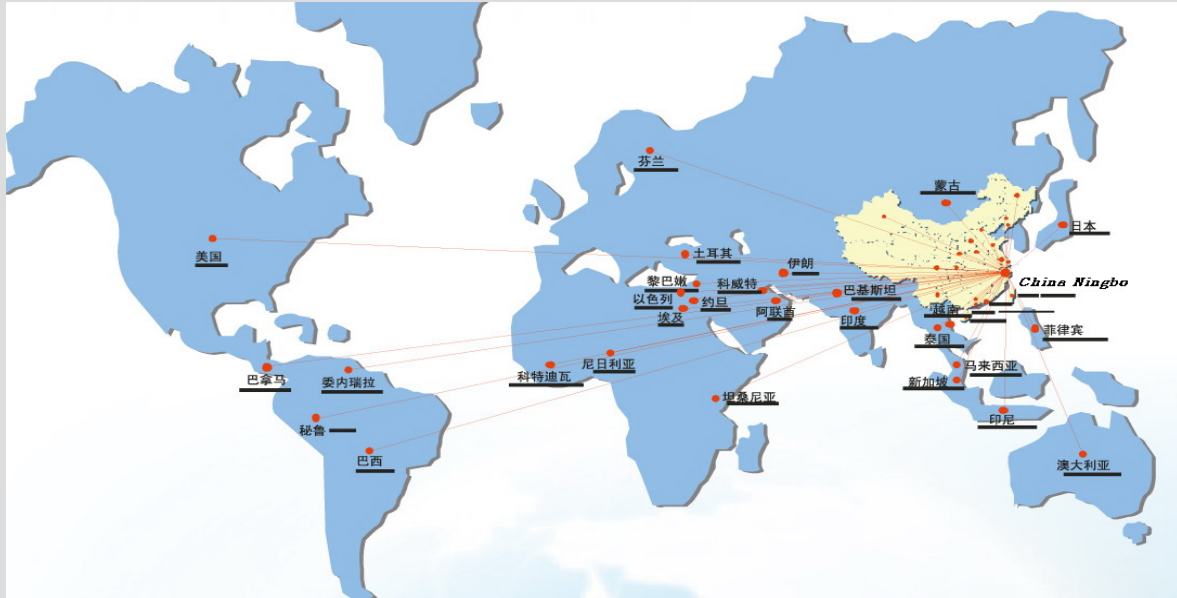 芬兰
蒙古
日本
美国
土耳其
伊朗
China Ningbo
黎巴嫩
科威特
巴基斯坦
以色列
约旦
埃及
阿联酋
印度
越南
菲律宾
泰国
尼日利亚
马来西亚
科特迪瓦
巴拿马
委内瑞拉
新加坡
坦桑尼亚
印尼
秘鲁
巴西
澳大利亚